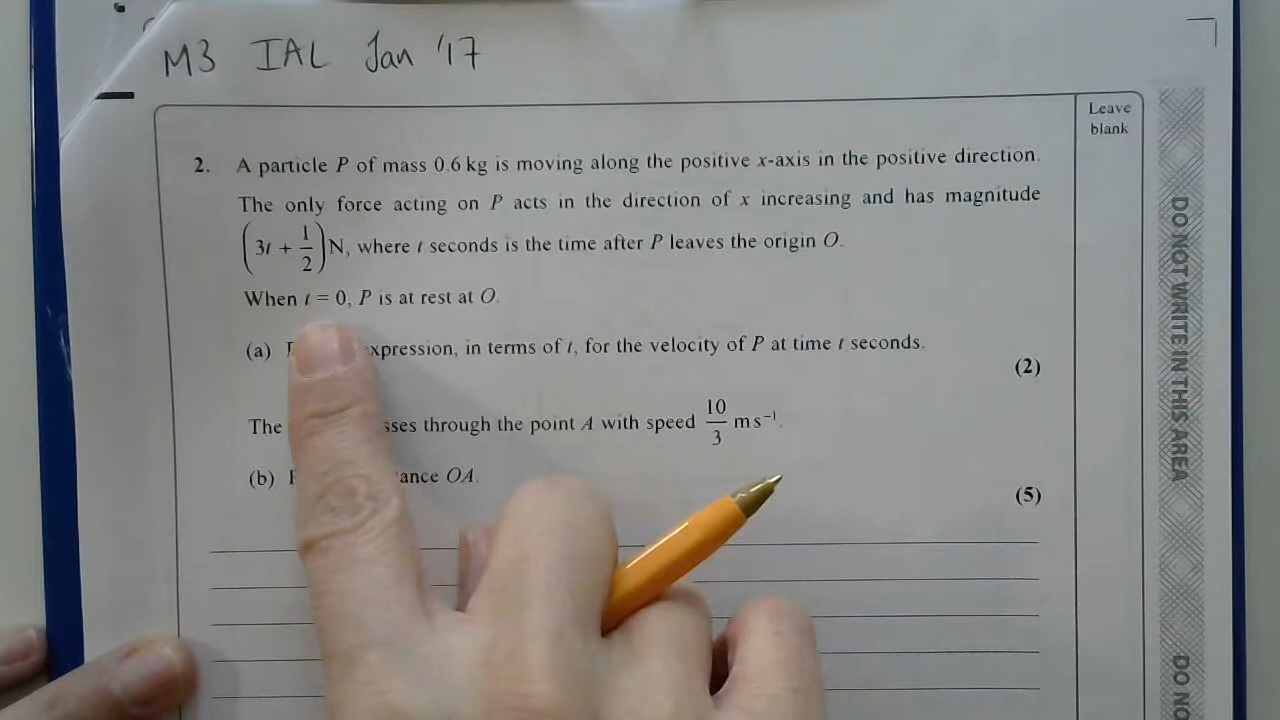 M3 IAL Jan '17
Leave
blank
2. A particle P of mass 0.6 kg is moving along the positive x-axis in the positive direction.
The only force acting on P acts in the direction of x increasing and has magnitude
(3t + 1/2) N, where t seconds is the time after P leaves the origin O.
When t = 0, P is at rest at O.
(a) expression, in terms of t, for the velocity of P at time t seconds.
(2)
The through the point A with speed 10/3 m s⁻¹.
(b) OA.
(5)
DO NOT WRITE IN THIS AREA
DO